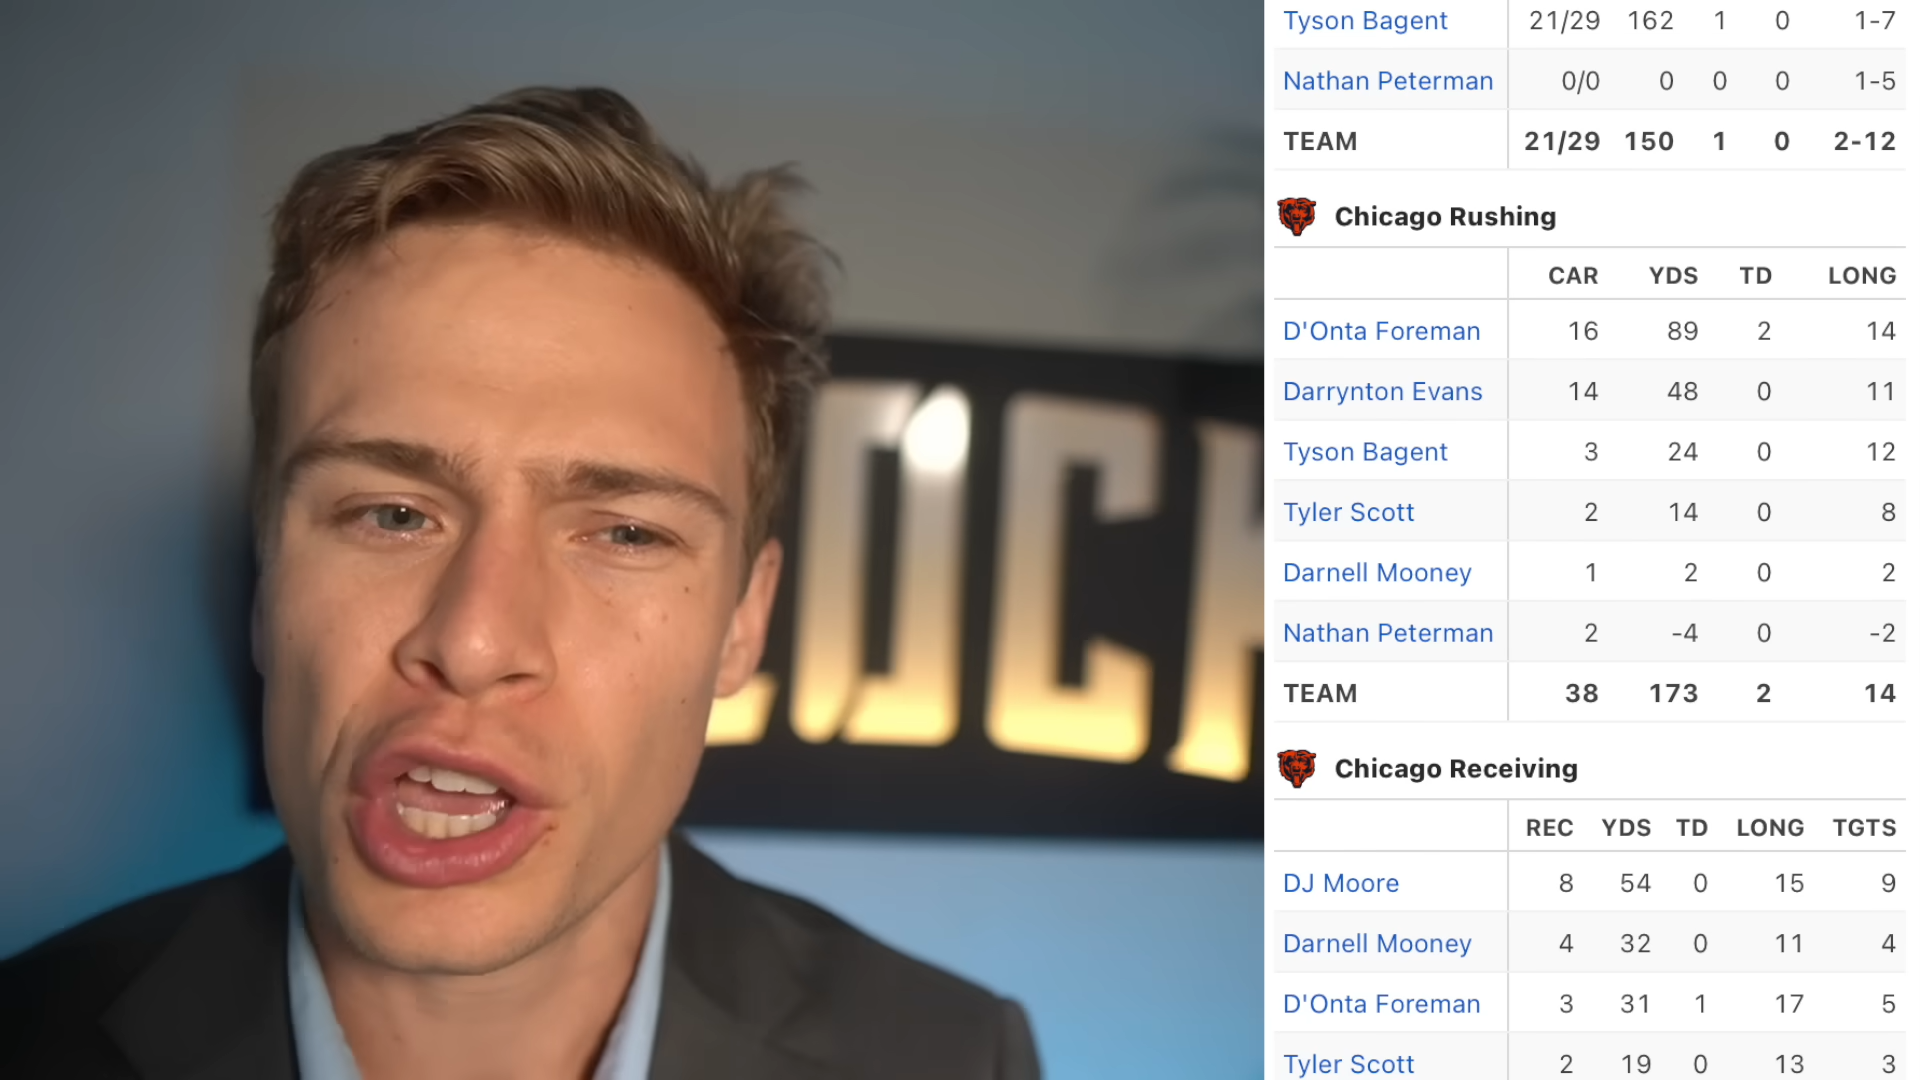 Tyson Bagent 21/29 162 1 0 1-7
Nathan Peterman 0/0 0 0 0 1-5
TEAM 21/29 150 1 0 2-12
Chicago Rushing
CAR YDS TD LONG
D'Onta Foreman 16 89 2 14
Darrynton Evans 14 48 0 11
Tyson Bagent 3 24 0 12
Tyler Scott 2 14 0 8
Darnell Mooney 1 2 0 2
Nathan Peterman 2 -4 0 -2
TEAM 38 173 2 14
Chicago Receiving
REC YDS TD LONG TGTS
DJ Moore 8 54 0 15 9
Darnell Mooney 4 32 0 11 4
D'Onta Foreman 3 31 1 17 5
Tyler Scott 2 19 0 13 3